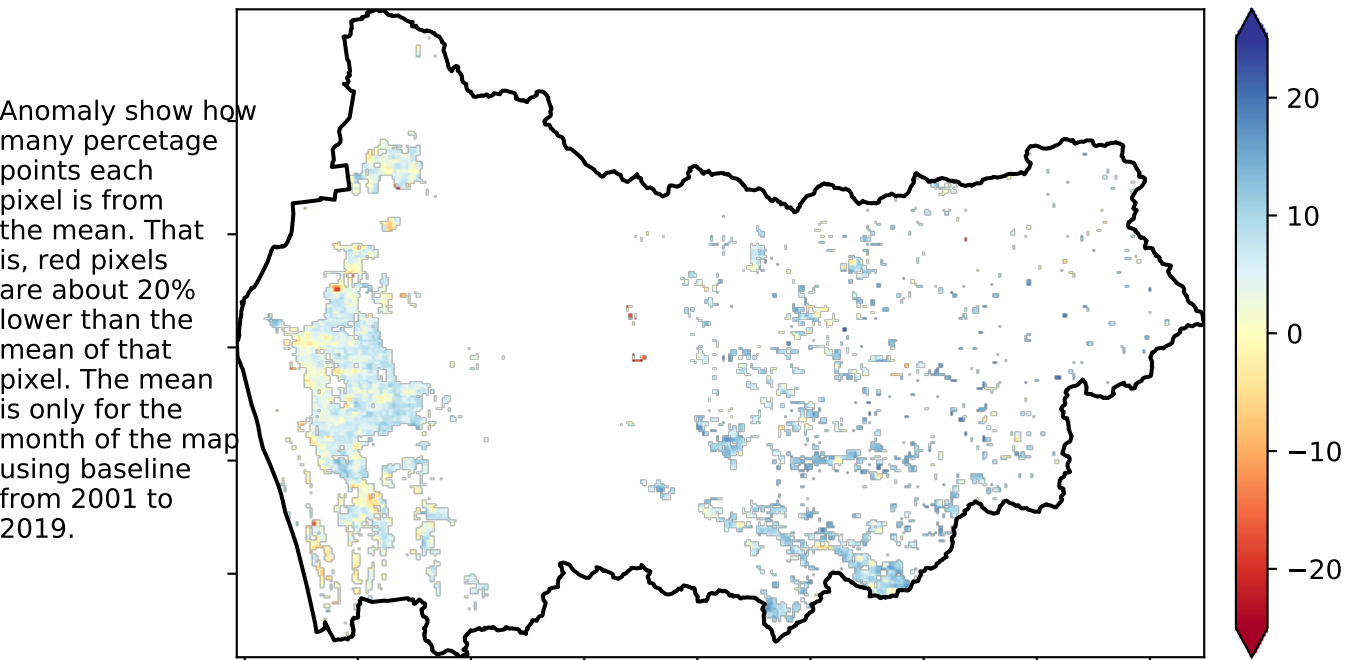 Anomaly show how
many percetage
points each
pixel is from
the mean. That
is, red pixels
are about 20%
lower than the
mean of that
pixel. The mean
is only for the
month of the map
using baseline
from 2001 to
2019.
20
10
0
−10
−20